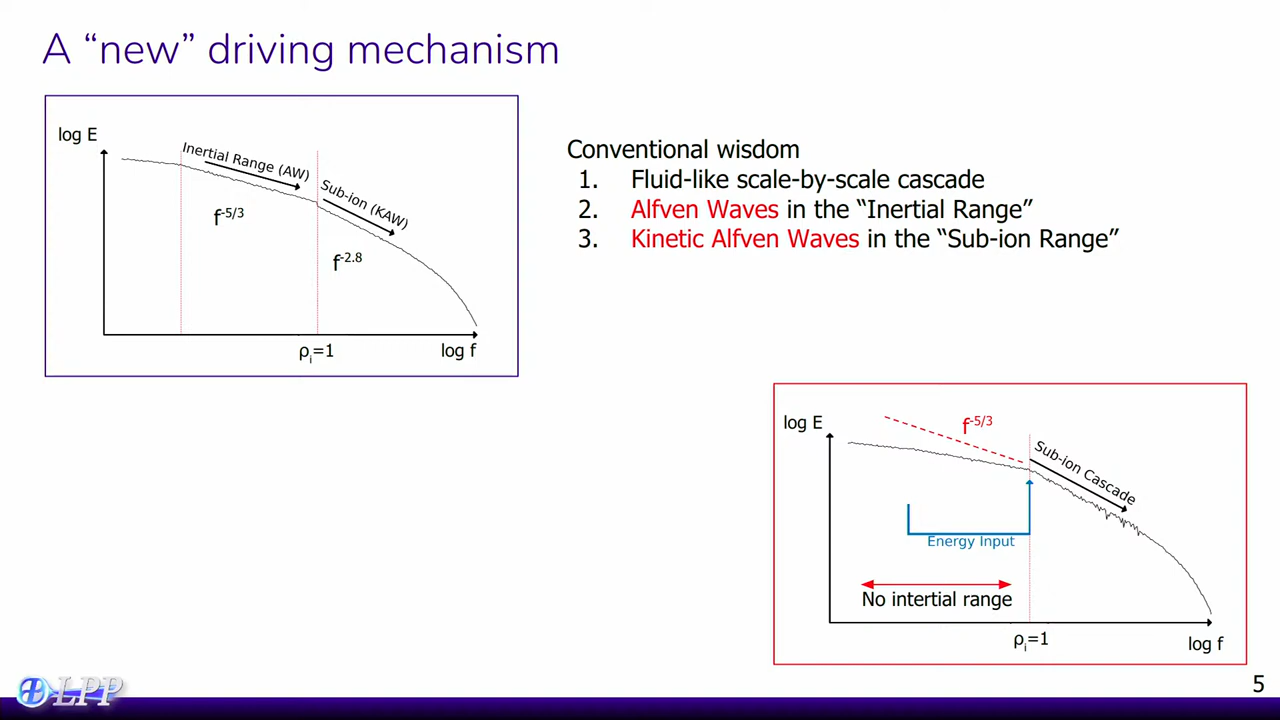 A “new” driving mechanism
log E
Inertial Range (AW)
Sub-ion (KAW)
f-5/3
f-2.8
ρi=1
log f
Conventional wisdom
1. Fluid-like scale-by-scale cascade
2. Alfven Waves in the “Inertial Range”
3. Kinetic Alfven Waves in the “Sub-ion Range”
log E
f-5/3
Sub-ion Cascade
Energy Input
No intertial range
ρi=1
log f
LPP
5